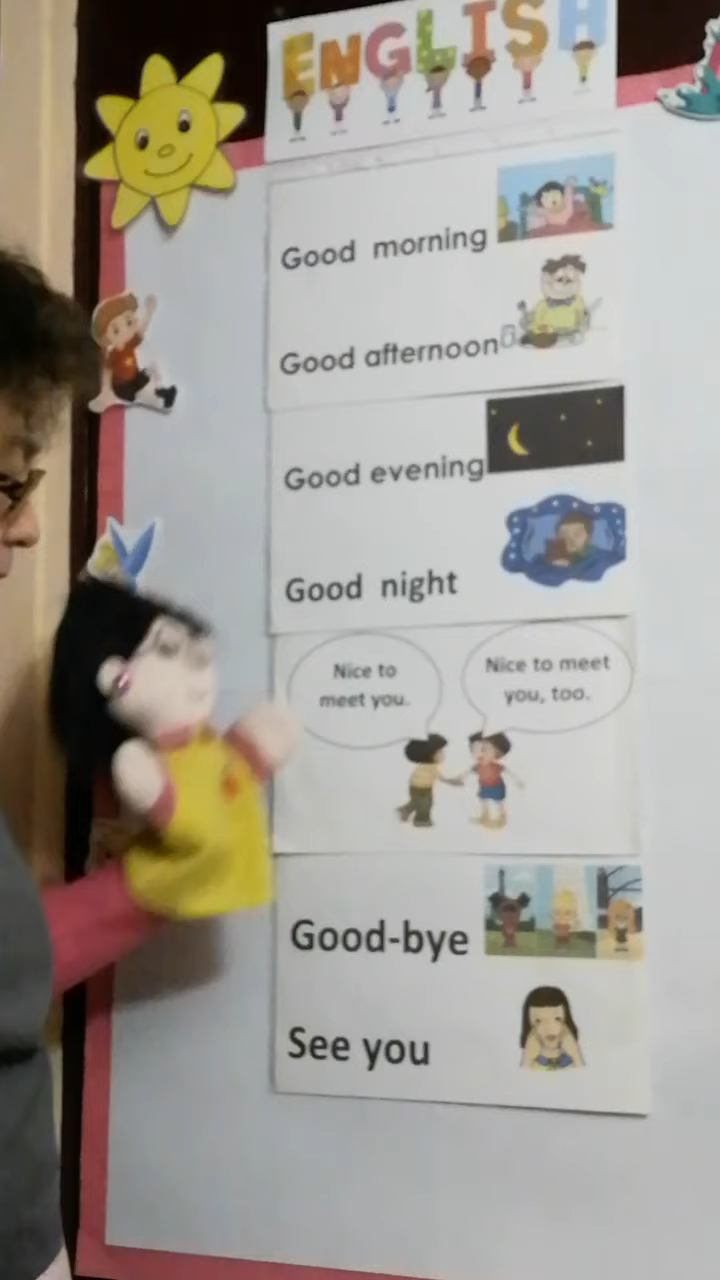 ENGLISH
Good morning
Good afternoon
Good evening
Good night
Nice to
meet you.
Nice to meet
you, too.
Good-bye
See you